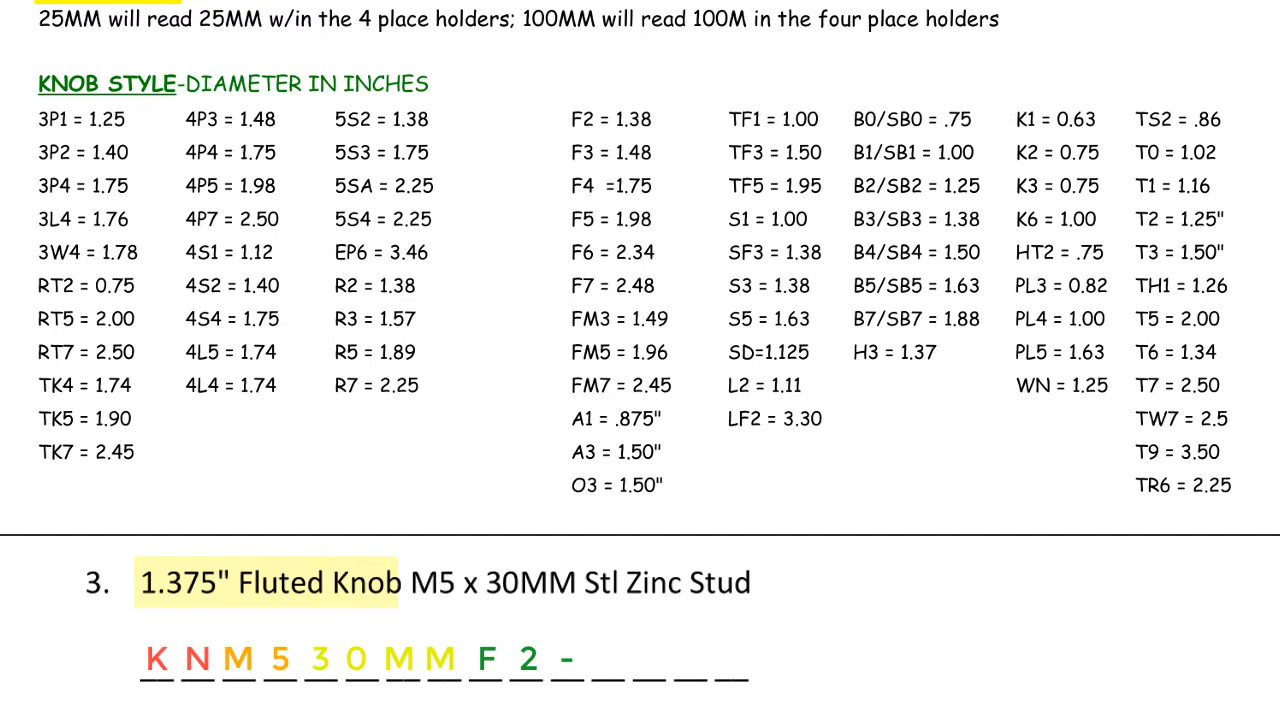 25MM will read 25MM w/in the 4 place holders; 100MM will read 100M in the four place holders
KNOB STYLE-DIAMETER IN INCHES
3P1 = 1.25 4P3 = 1.48 5S2 = 1.38 F2 = 1.38 TF1 = 1.00 B0/SB0 = .75 K1 = 0.63 TS2 = .86
3P2 = 1.40 4P4 = 1.75 5S3 = 1.75 F3 = 1.48 TF3 = 1.50 B1/SB1 = 1.00 K2 = 0.75 T0 = 1.02
3P4 = 1.75 4P5 = 1.98 5SA = 2.25 F4 =1.75 TF5 = 1.95 B2/SB2 = 1.25 K3 = 0.75 T1 = 1.16
3L4 = 1.76 4P7 = 2.50 5S4 = 2.25 F5 = 1.98 S1 = 1.00 B3/SB3 = 1.38 K6 = 1.00 T2 = 1.25"
3W4 = 1.78 4S1 = 1.12 EP6 = 3.46 F6 = 2.34 SF3 = 1.38 B4/SB4 = 1.50 HT2 = .75 T3 = 1.50"
RT2 = 0.75 4S2 = 1.40 R2 = 1.38 F7 = 2.48 S3 = 1.38 B5/SB5 = 1.63 PL3 = 0.82 TH1 = 1.26
RT5 = 2.00 4S4 = 1.75 R3 = 1.57 FM3 = 1.49 S5 = 1.63 B7/SB7 = 1.88 PL4 = 1.00 T5 = 2.00
RT7 = 2.50 4L5 = 1.74 R5 = 1.89 FM5 = 1.96 SD=1.125 H3 = 1.37 PL5 = 1.63 T6 = 1.34
TK4 = 1.74 4L4 = 1.74 R7 = 2.25 FM7 = 2.45 L2 = 1.11 WN = 1.25 T7 = 2.50
TK5 = 1.90 A1 = .875" LF2 = 3.30 TW7 = 2.5
TK7 = 2.45 A3 = 1.50" T9 = 3.50
O3 = 1.50" TR6 = 2.25
3. 1.375" Fluted Knob M5 x 30MM Stl Zinc Stud
K N M 5 3 0 M M F 2 -